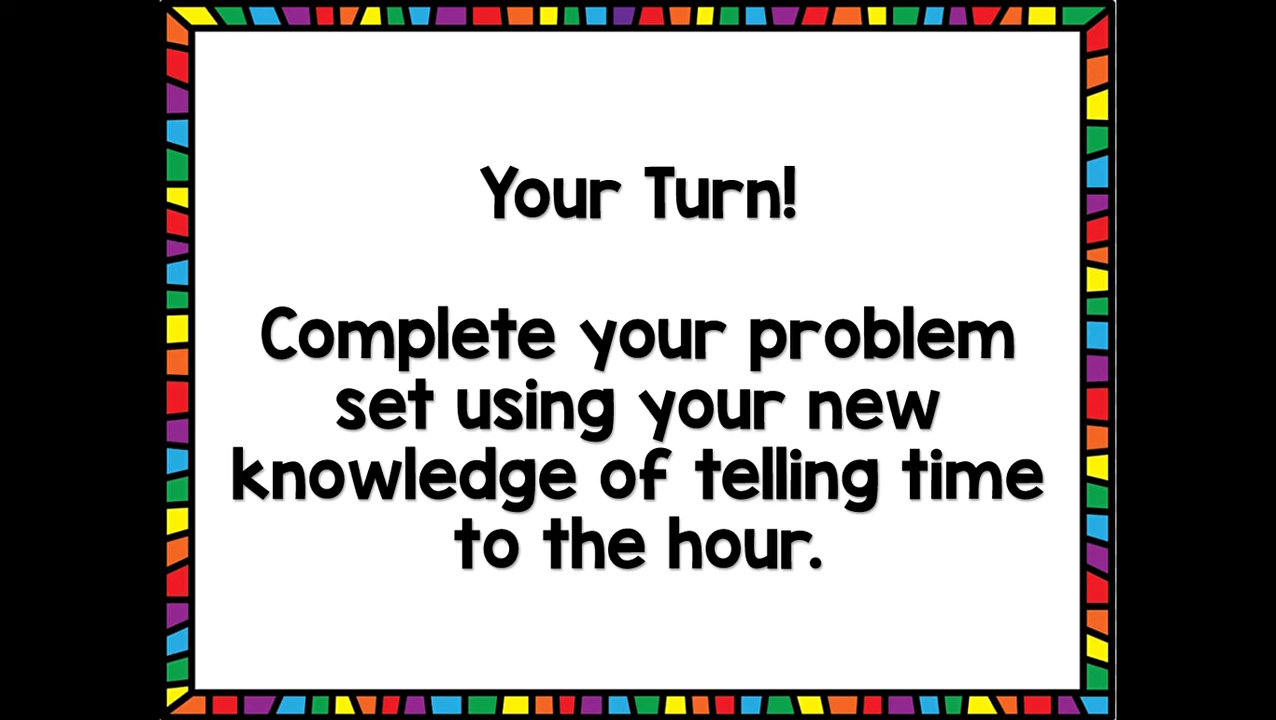 Your Turn!
Complete your problem
set using your new
knowledge of telling time
to the hour.